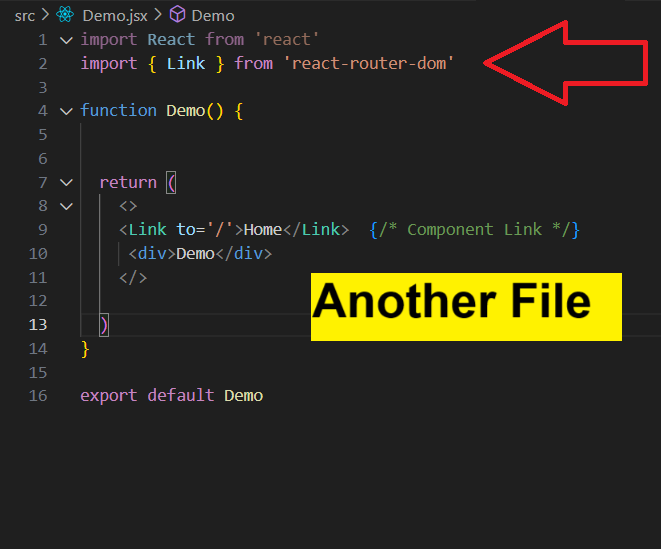 src > Demo.jsx > Demo
1 import React from 'react'
2 import { Link } from 'react-router-dom'
3
4 function Demo() {
5
6
7 return (
8 <>
9 <Link to='/'>Home</Link> {/* Component Link */}
10 <div>Demo</div>
11 </>
12
13 )
14 }
15
16 export default Demo
Another File